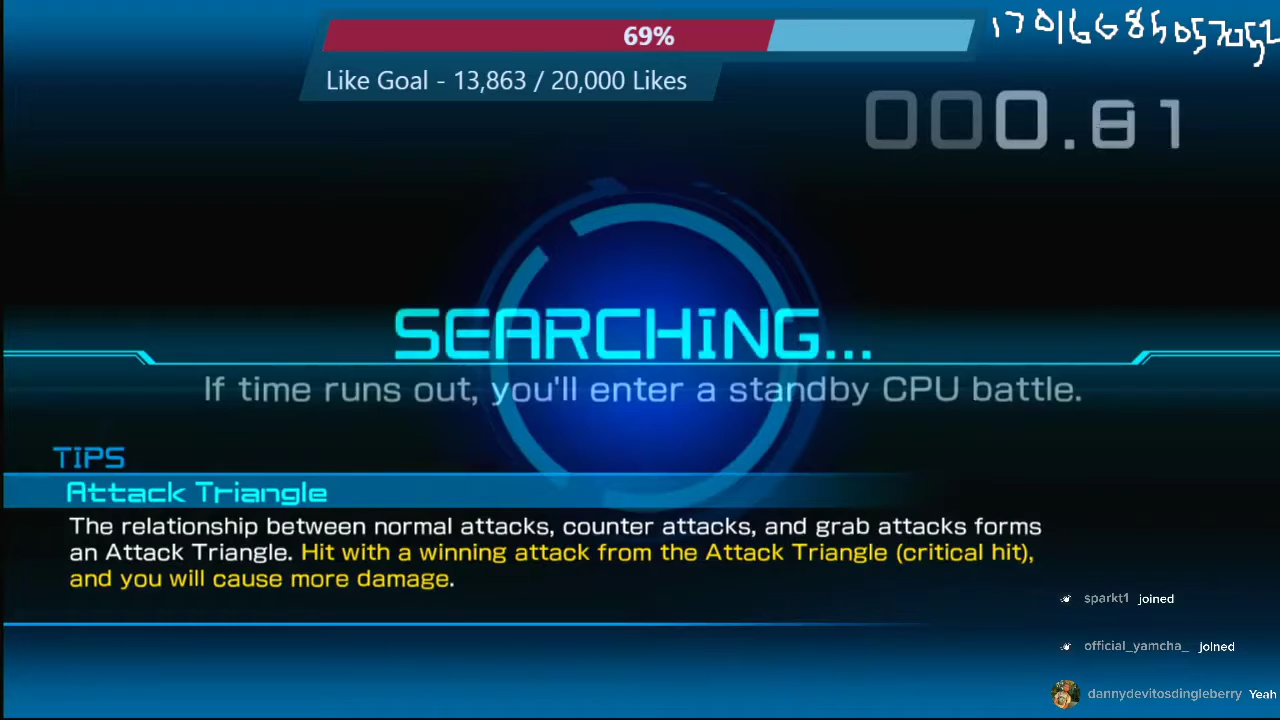 69%
Like Goal - 13,863 / 20,000 Likes
000.81
SEARCHING...
If time runs out, you'll enter a standby CPU battle.
TIPS
Attack Triangle
The relationship between normal attacks, counter attacks, and grab attacks forms
an Attack Triangle. Hit with a winning attack from the Attack Triangle (critical hit),
and you will cause more damage.
sparkt1 joined
official_yamcha_ joined
dannydevitosdingleberry Yeah